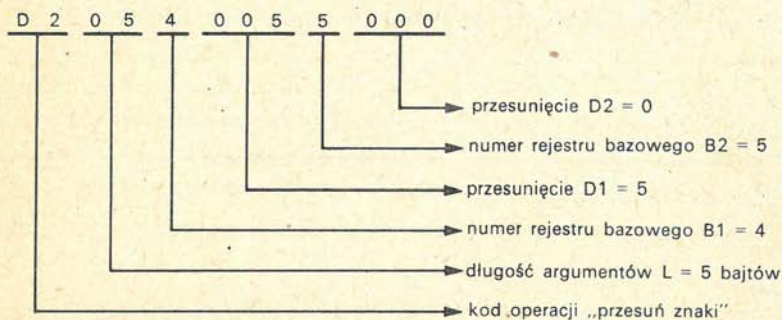 D 2 0 5 4 0 0 5 5 0 0 0
przesunięcie D2 = 0
numer rejestru bazowego B2 = 5
przesunięcie D1 = 5
numer rejestru bazowego B1 = 4
długość argumentów L = 5 bajtów
kod operacji „przesuń znaki”